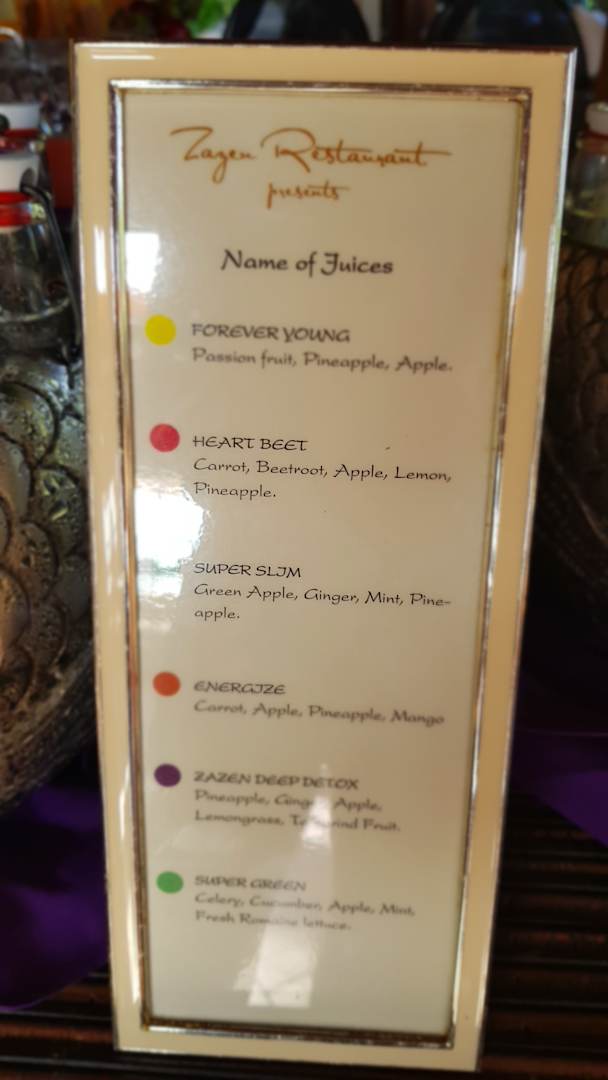 Zazen Restaurant
presents
Name of Juices
FOREVER YOUNG
Passion fruit, Pineapple, Apple.
HEART BEET
Carrot, Beetroot, Apple, Lemon,
Pineapple.
SUPER SLIM
Green Apple, Ginger, Mint, Pine-
apple.
ENERGIZE
Carrot, Apple, Pineapple, Mango
ZAZEN DEEP DETOX
Pineapple, Ginger, Apple,
Lemongrass, Fruit.
SUPER GREEN
Celery, Cucumber, Apple, Mint,
Fresh Romaine lettuce.